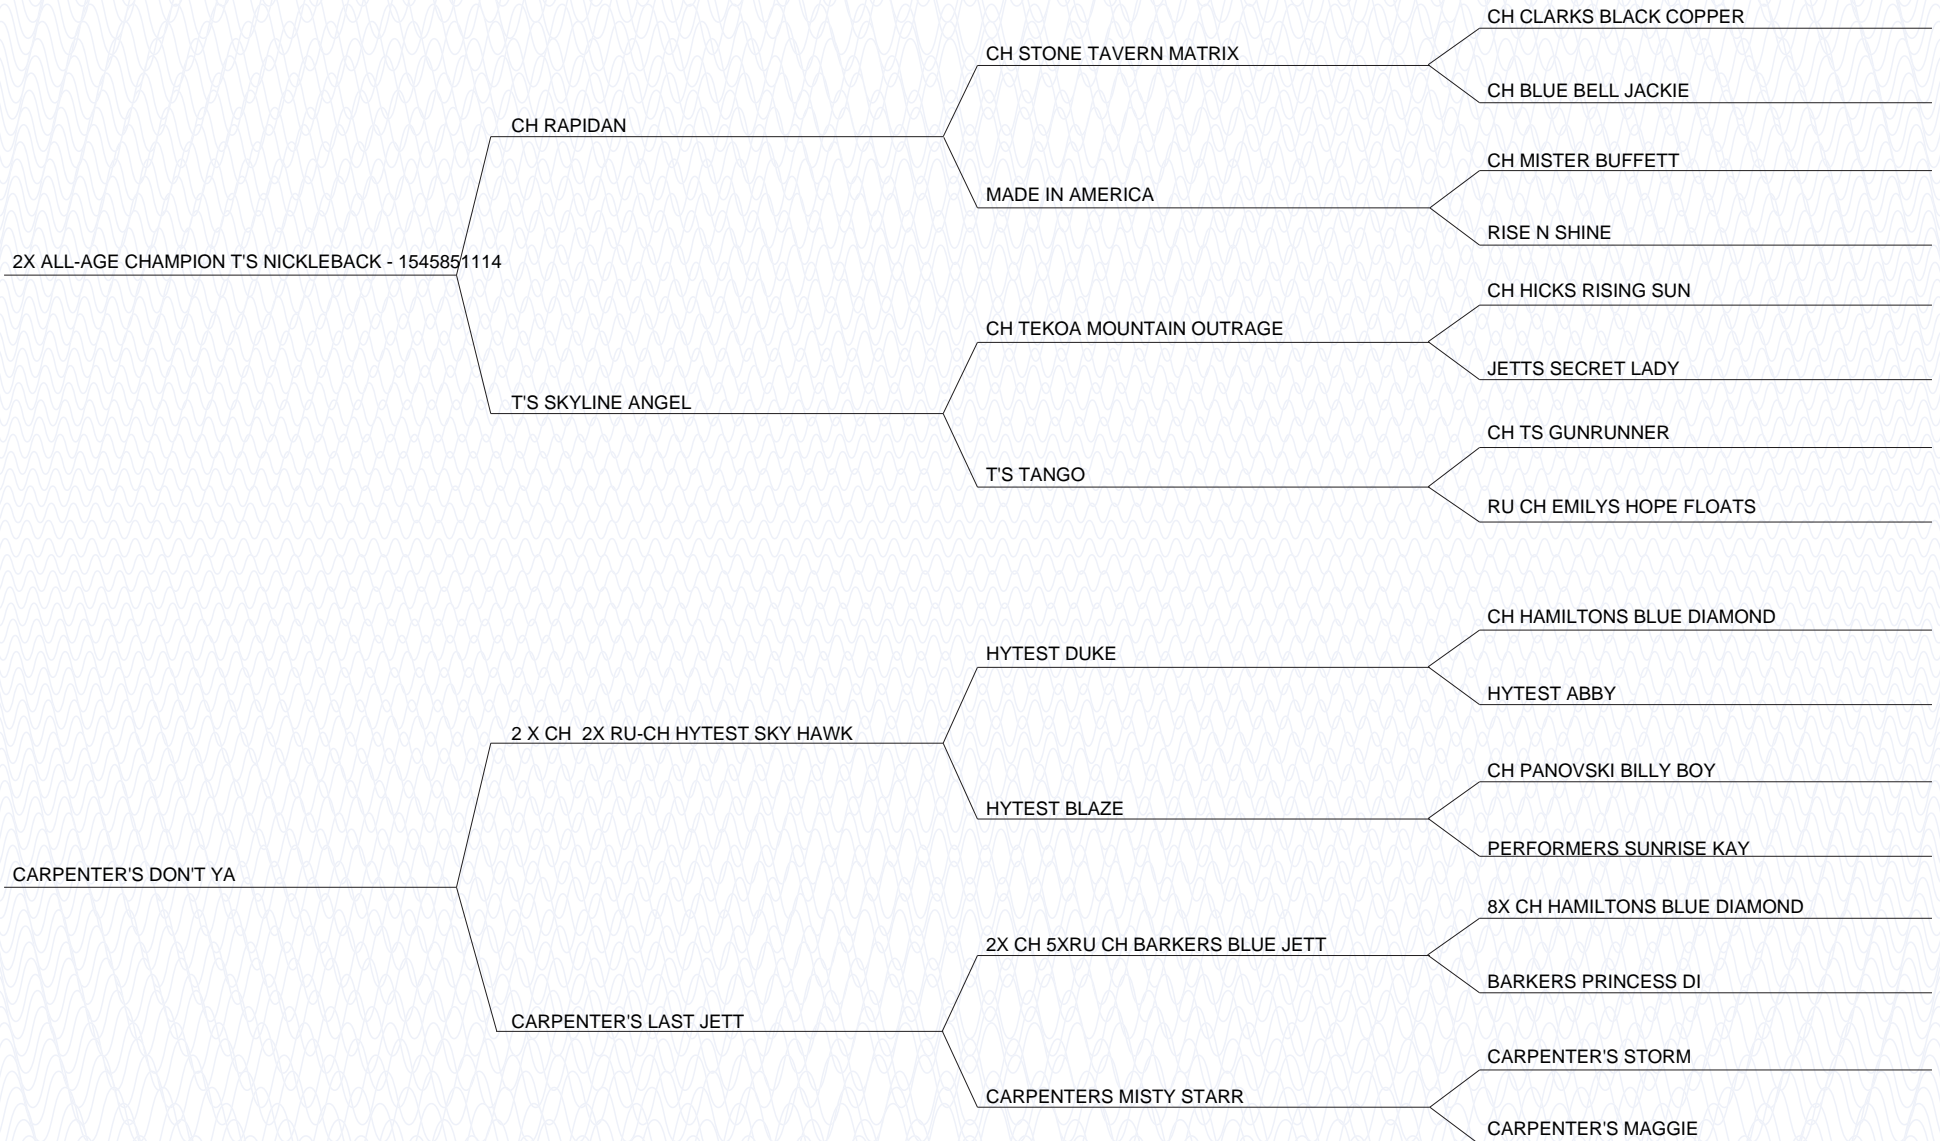 CH CLARKS BLACK COPPER
CH STONE TAVERN MATRIX
CH BLUE BELL JACKIE
CH RAPIDAN
CH MISTER BUFFETT
MADE IN AMERICA
RISE N SHINE
2X ALL-AGE CHAMPION T'S NICKLEBACK - 1545851114
CH HICKS RISING SUN
CH TEKOA MOUNTAIN OUTRAGE
JETTS SECRET LADY
T'S SKYLINE ANGEL
CH TS GUNRUNNER
T'S TANGO
RU CH EMILYS HOPE FLOATS
CH HAMILTONS BLUE DIAMOND
HYTEST DUKE
HYTEST ABBY
2 X CH  2X RU-CH HYTEST SKY HAWK
CH PANOVSKI BILLY BOY
HYTEST BLAZE
PERFORMERS SUNRISE KAY
CARPENTER'S DON'T YA
8X CH HAMILTONS BLUE DIAMOND
2X CH 5XRU CH BARKERS BLUE JETT
BARKERS PRINCESS DI
CARPENTER'S LAST JETT
CARPENTER'S STORM
CARPENTERS MISTY STARR
CARPENTER'S MAGGIE